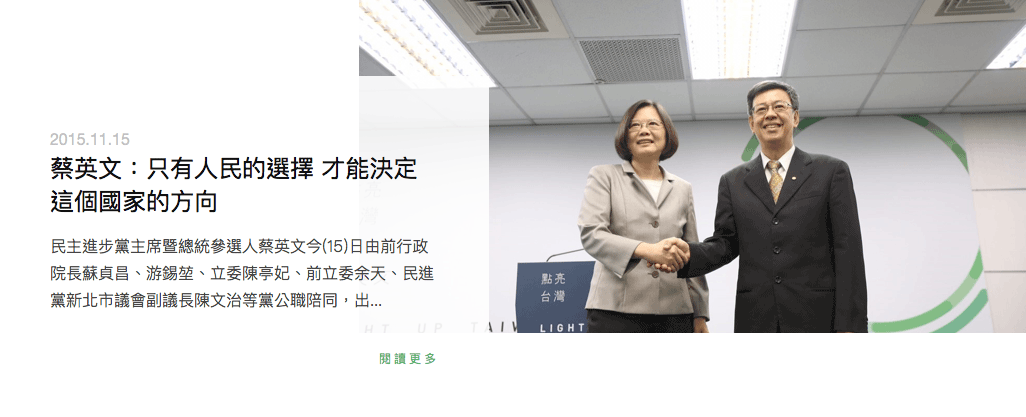 2015.11.15
蔡英文：只有人民的選擇 才能決定
這個國家的方向
民主進步黨主席暨總統參選人蔡英文今(15)日由前行政
院長蘇貞昌、游錫堃、立委陳亭妃、前立委余天、民進
黨新北市議會副議長陳文治等黨公職陪同，出...
點亮
台灣
LIGHT UP TAIWAN
LIGHT
閱讀更多